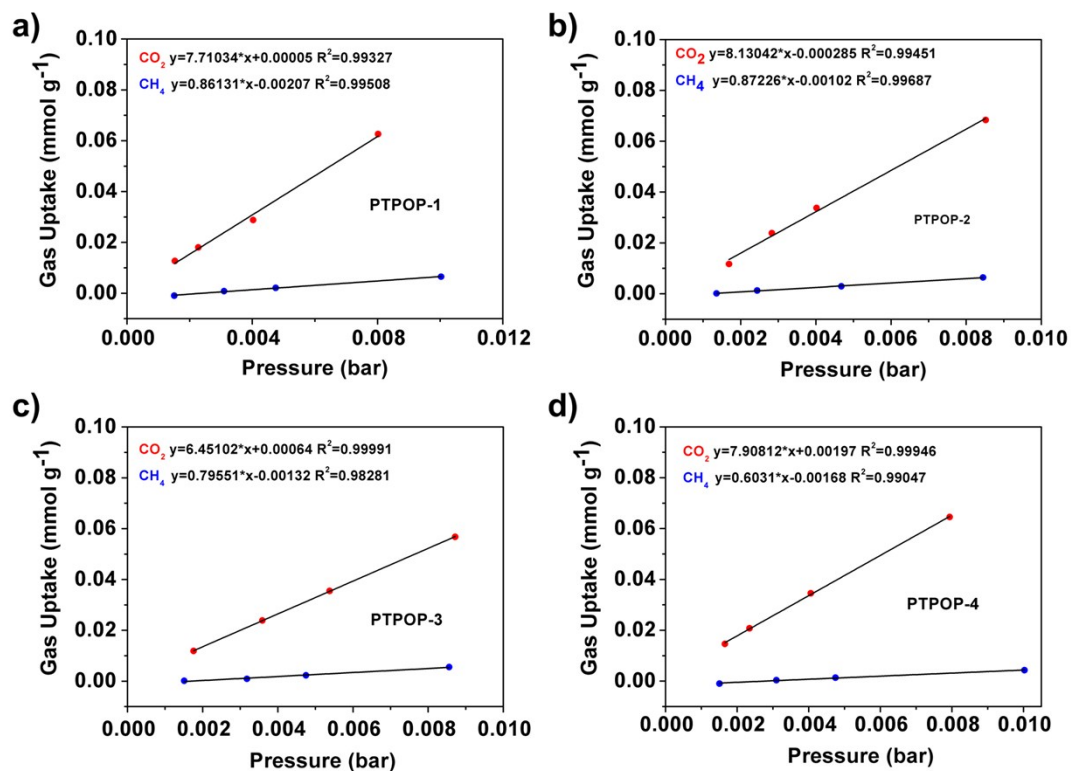 a)
0.10
0.08
0.06
0.04
0.02
0.00
Gas Uptake (mmol g⁻¹)
CO₂ y=7.71034*x+0.00005 R²=0.99327
CH₄ y=0.86131*x-0.00207 R²=0.99508
PTPOP-1
0.000 0.004 0.008 0.012
Pressure (bar)
b)
0.10
0.08
0.06
0.04
0.02
0.00
Gas Uptake (mmol g⁻¹)
CO₂ y=8.13042*x-0.000285 R²=0.99451
CH₄ y=0.87226*x-0.00102 R²=0.99687
PTPOP-2
0.000 0.002 0.004 0.006 0.008 0.010
Pressure (bar)
c)
0.10
0.08
0.06
0.04
0.02
0.00
Gas Uptake (mmol g⁻¹)
CO₂ y=6.45102*x+0.00064 R²=0.99991
CH₄ y=0.79551*x-0.00132 R²=0.98281
PTPOP-3
0.000 0.002 0.004 0.006 0.008 0.010
Pressure (bar)
d)
0.10
0.08
0.06
0.04
0.02
0.00
Gas Uptake (mmol g⁻¹)
CO₂ y=7.90812*x+0.00197 R²=0.99946
CH₄ y=0.6031*x-0.00168 R²=0.99047
PTPOP-4
0.000 0.002 0.004 0.006 0.008 0.010
Pressure (bar)